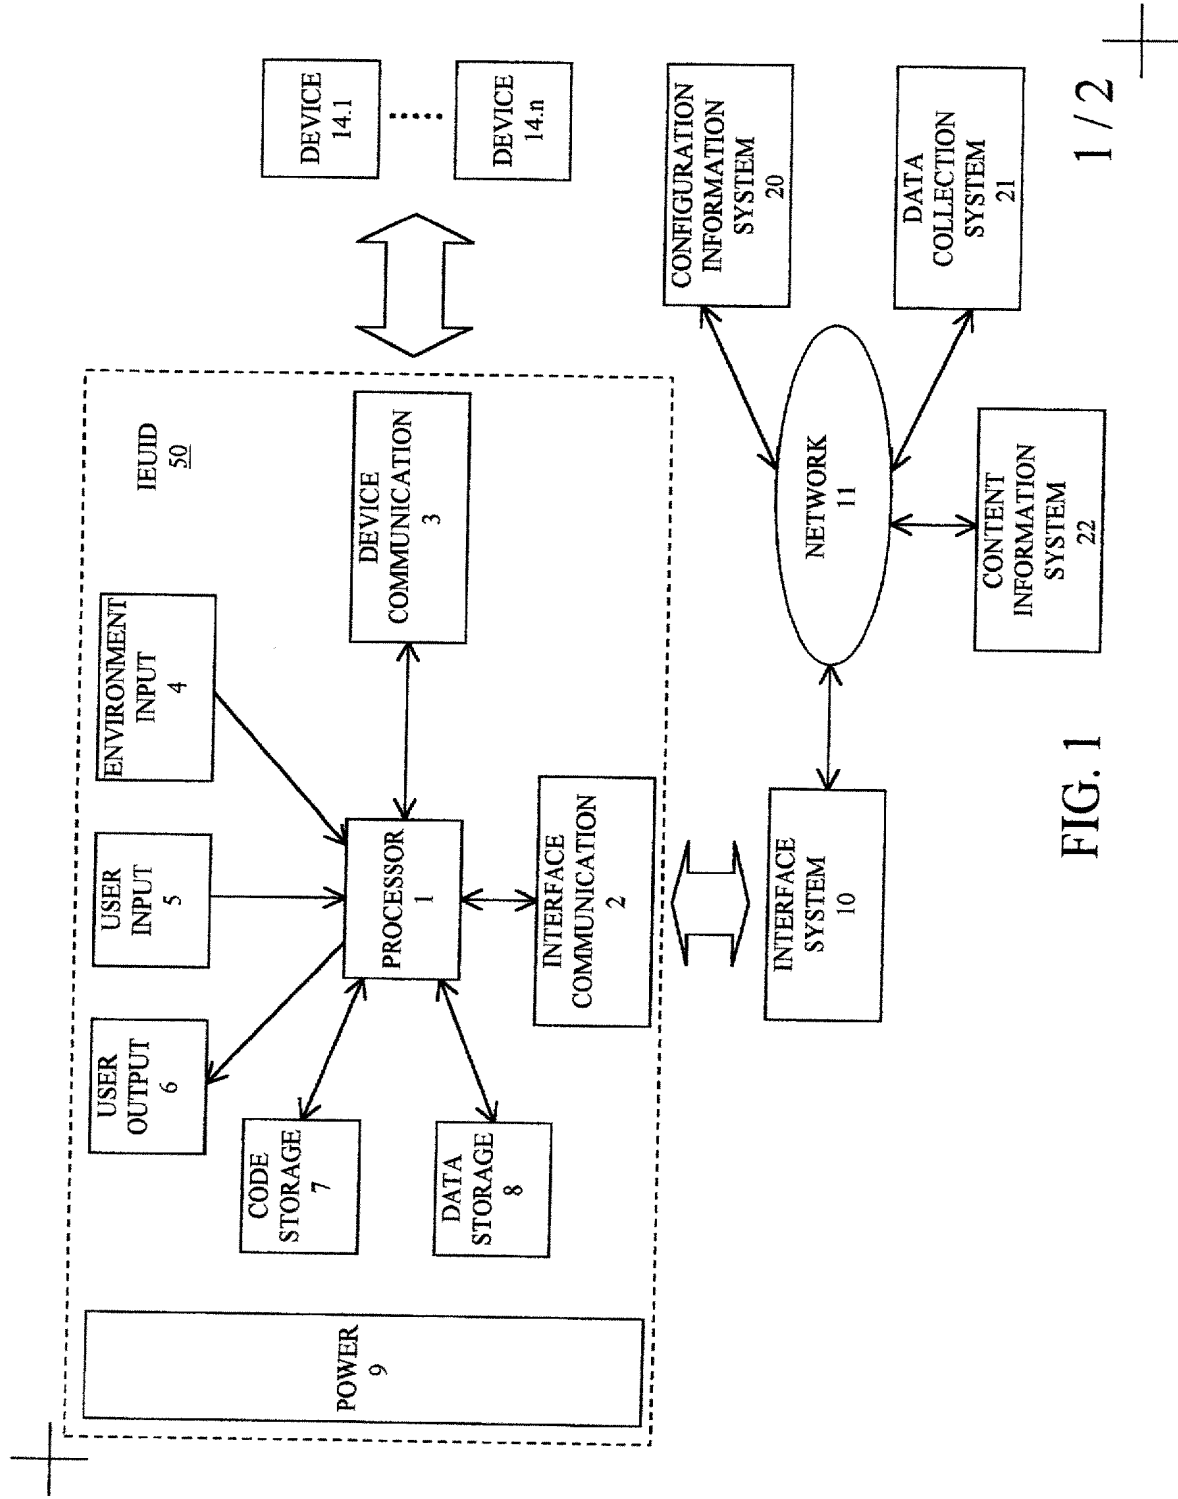 POWER
9
CODE
STORAGE
7
DATA
STORAGE
8
USER
OUTPUT
6
USER
INPUT
5
ENVIRONMENT
INPUT
4
IEUID
50
PROCESSOR
1
DEVICE
COMMUNICATION
3
INTERFACE
COMMUNICATION
2
DEVICE
14.1
DEVICE
14.n
INTERFACE
SYSTEM
10
NETWORK
11
CONFIGURATION
INFORMATION
SYSTEM
20
DATA
COLLECTION
SYSTEM
21
CONTENT
INFORMATION
SYSTEM
22
FIG. 1
1 / 2